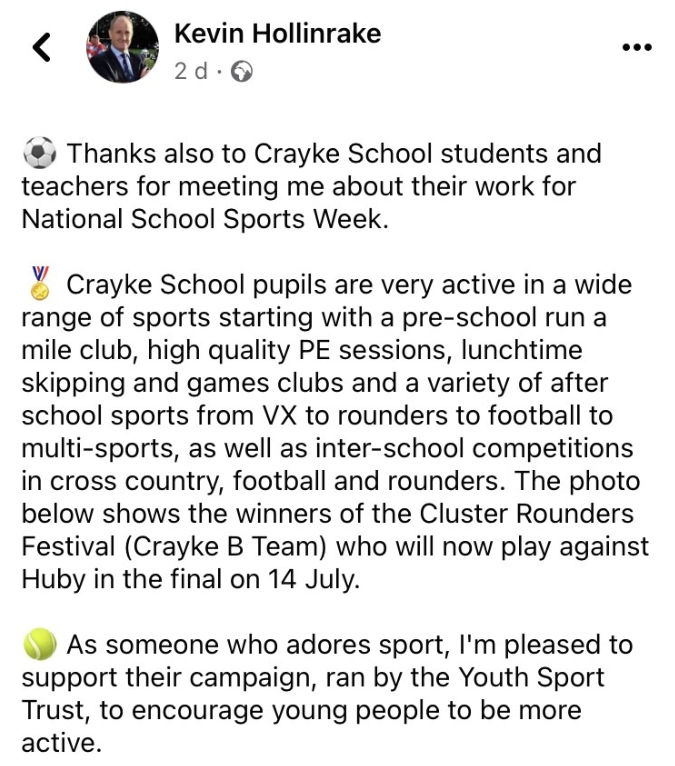 Kevin Hollinrake
2 d ·
⚽ Thanks also to Crayke School students and
teachers for meeting me about their work for
National School Sports Week.
🏅 Crayke School pupils are very active in a wide
range of sports starting with a pre-school run a
mile club, high quality PE sessions, lunchtime
skipping and games clubs and a variety of after
school sports from VX to rounders to football to
multi-sports, as well as inter-school competitions
in cross country, football and rounders. The photo
below shows the winners of the Cluster Rounders
Festival (Crayke B Team) who will now play against
Huby in the final on 14 July.
🎾 As someone who adores sport, I'm pleased to
support their campaign, ran by the Youth Sport
Trust, to encourage young people to be more
active.